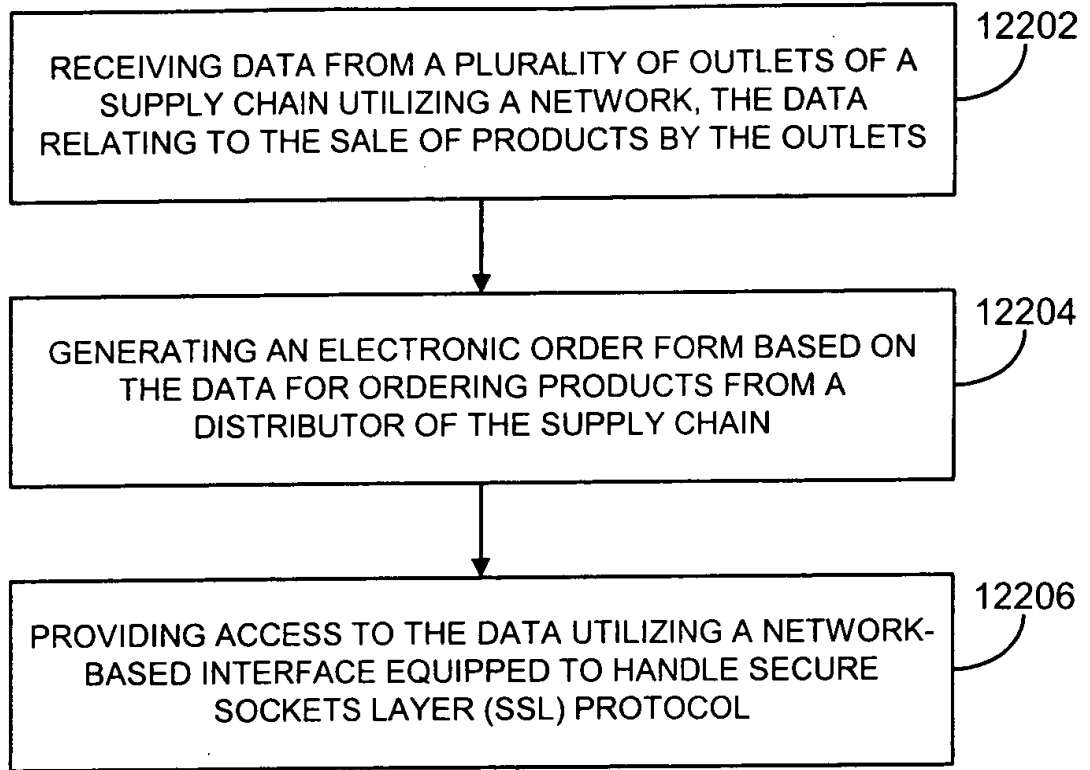 12202
RECEIVING DATA FROM A PLURALITY OF OUTLETS OF A
SUPPLY CHAIN UTILIZING A NETWORK, THE DATA
RELATING TO THE SALE OF PRODUCTS BY THE OUTLETS
12204
GENERATING AN ELECTRONIC ORDER FORM BASED ON
THE DATA FOR ORDERING PRODUCTS FROM A
DISTRIBUTOR OF THE SUPPLY CHAIN
12206
PROVIDING ACCESS TO THE DATA UTILIZING A NETWORK-
BASED INTERFACE EQUIPPED TO HANDLE SECURE
SOCKETS LAYER (SSL) PROTOCOL